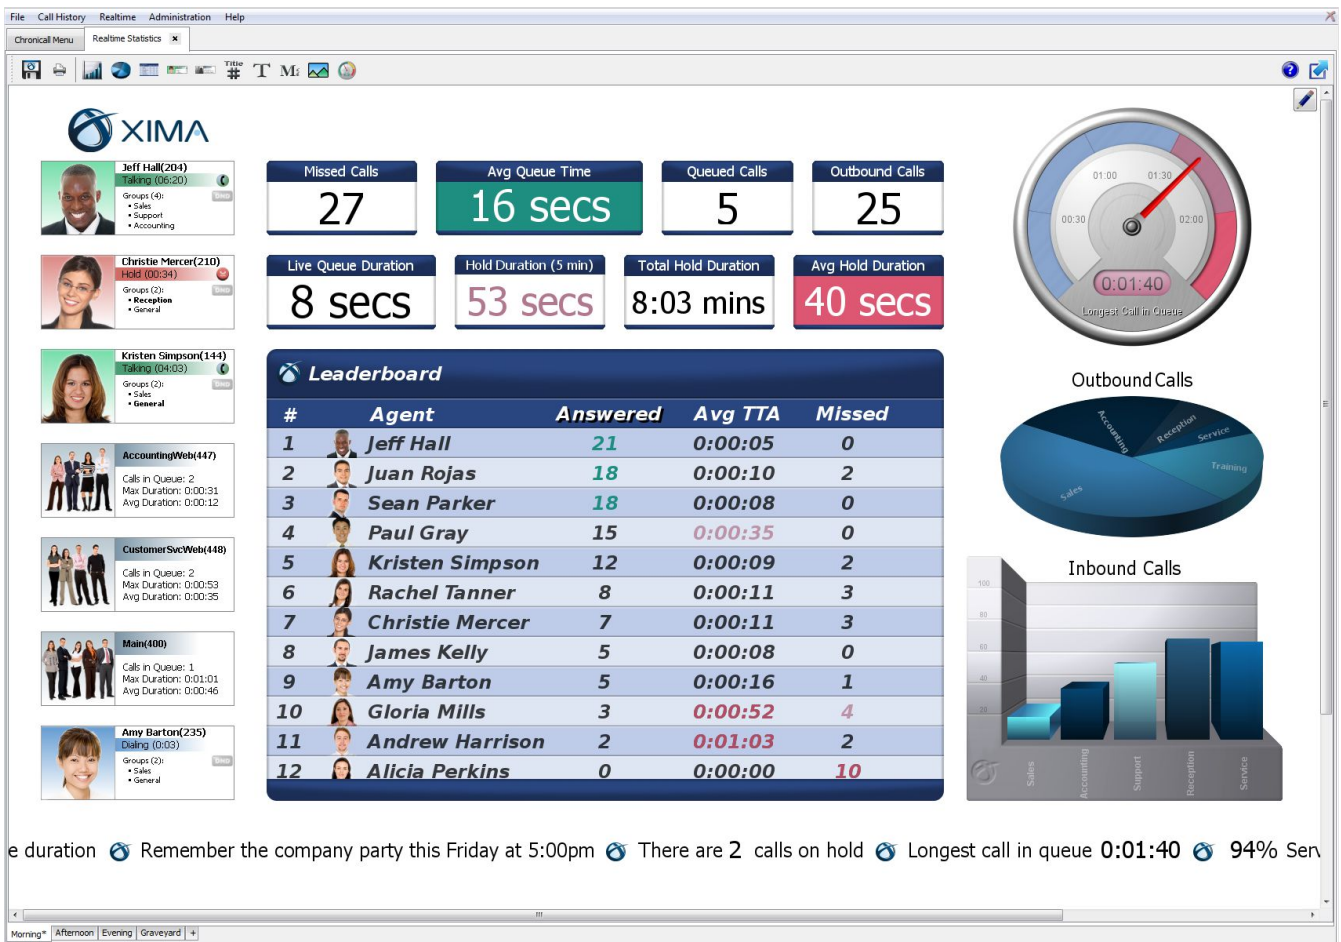 File Call History Realtime Administration Help
Chronicall Menu Realtime Statistics
Title
# T
XIMA
Jeff Hall(204)
Talking (06:20)
Groups (4):
• Sales
• Support
• Accounting
Christie Mercer(210)
Hold (00:34)
Groups (2):
• Reception
• General
Kristen Simpson(144)
Talking (04:03)
Groups (2):
• Sales
• General
AccountingWeb(447)
Calls in Queue: 2
Max Duration: 0:00:31
Avg Duration: 0:00:12
CustomerSvcWeb(448)
Calls in Queue: 2
Max Duration: 0:00:53
Avg Duration: 0:00:35
Main(400)
Calls in Queue: 1
Max Duration: 0:01:01
Avg Duration: 0:00:46
Amy Barton(235)
Dialing (0:03)
Groups (2):
• Sales
• General
Missed Calls
27
Avg Queue Time
16 secs
Queued Calls
5
Outbound Calls
25
Live Queue Duration
8 secs
Hold Duration (5 min)
53 secs
Total Hold Duration
8:03 mins
Avg Hold Duration
40 secs
Leaderboard
# Agent Answered Avg TTA Missed
1 Jeff Hall 21 0:00:05 0
2 Juan Rojas 18 0:00:10 2
3 Sean Parker 18 0:00:08 0
4 Paul Gray 15 0:00:35 0
5 Kristen Simpson 12 0:00:09 2
6 Rachel Tanner 8 0:00:11 3
7 Christie Mercer 7 0:00:11 3
8 James Kelly 5 0:00:08 0
9 Amy Barton 5 0:00:16 1
10 Gloria Mills 3 0:00:52 4
11 Andrew Harrison 2 0:01:03 2
12 Alicia Perkins 0 0:00:00 10
00:30
01:00
01:30
02:00
0:01:40
Longest Call in Queue
Outbound Calls
Accounting
Reception
Service
Training
Sales
Inbound Calls
100
80
60
40
20
Sales
Accounting
Support
Reception
Service
e duration Remember the company party this Friday at 5:00pm There are 2 calls on hold Longest call in queue 0:01:40 94% Serv
Morning* Afternoon Evening Graveyard +